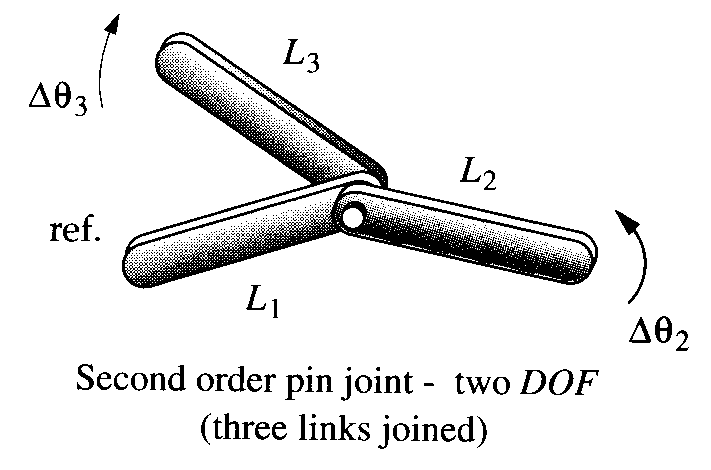 L₃
Δθ₃
L₂
ref.
L₁
Δθ₂
Second order pin joint - two DOF
(three links joined)